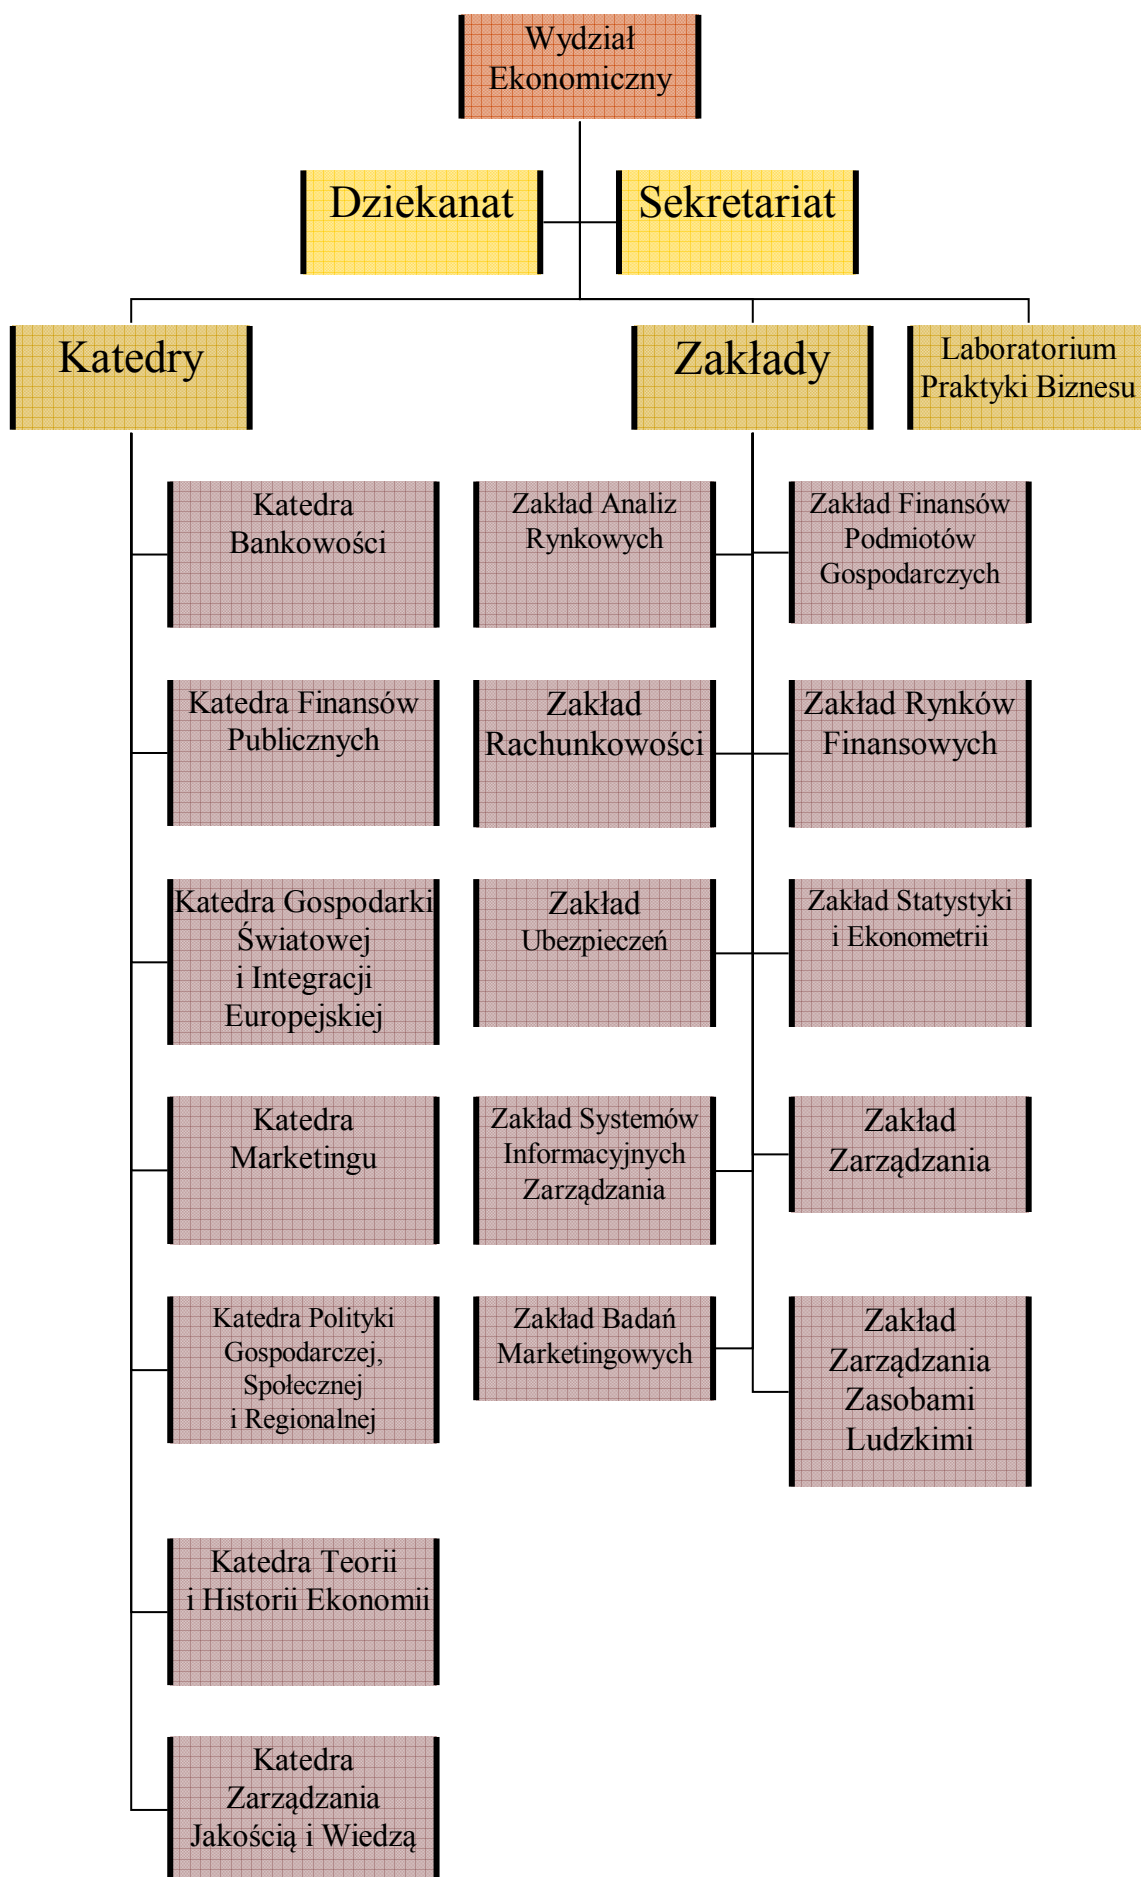 Wydział
Ekonomiczny
Dziekanat
Sekretariat
Katedry
Zakłady
Laboratorium
Praktyki Biznesu
Katedra
Bankowości
Zakład Analiz
Rynkowych
Zakład Finansów
Podmiotów
Gospodarczych
Katedra Finansów
Publicznych
Zakład
Rachunkowości
Zakład Rynków
Finansowych
Katedra Gospodarki
Światowej
i Integracji
Europejskiej
Zakład
Ubezpieczeń
Zakład Statystyki
i Ekonometrii
Katedra
Marketingu
Zakład Systemów
Informacyjnych
Zarządzania
Zakład
Zarządzania
Katedra Polityki
Gospodarczej,
Społecznej
i Regionalnej
Zakład Badań
Marketingowych
Zakład
Zarządzania
Zasobami
Ludzkimi
Katedra Teorii
i Historii Ekonomii
Katedra
Zarządzania
Jakością i Wiedzą